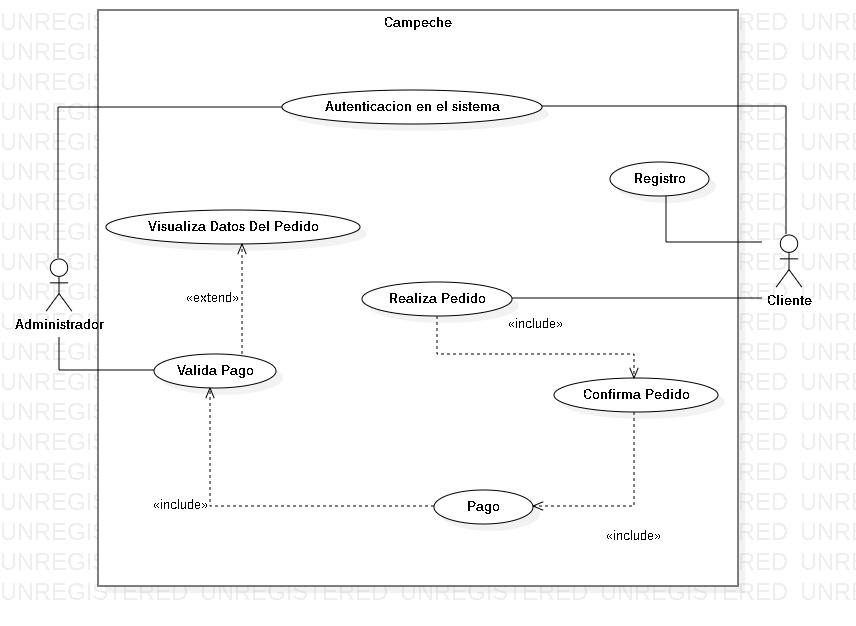 Campeche
Autenticacion en el sistema
Registro
Visualiza Datos Del Pedido
«extend»
Realiza Pedido
Cliente
Administrador
«include»
Valida Pago
Confirma Pedido
«include»
Pago
«include»
UNREGISTERED UNREGISTERED UNREGISTERED UNREGISTERED